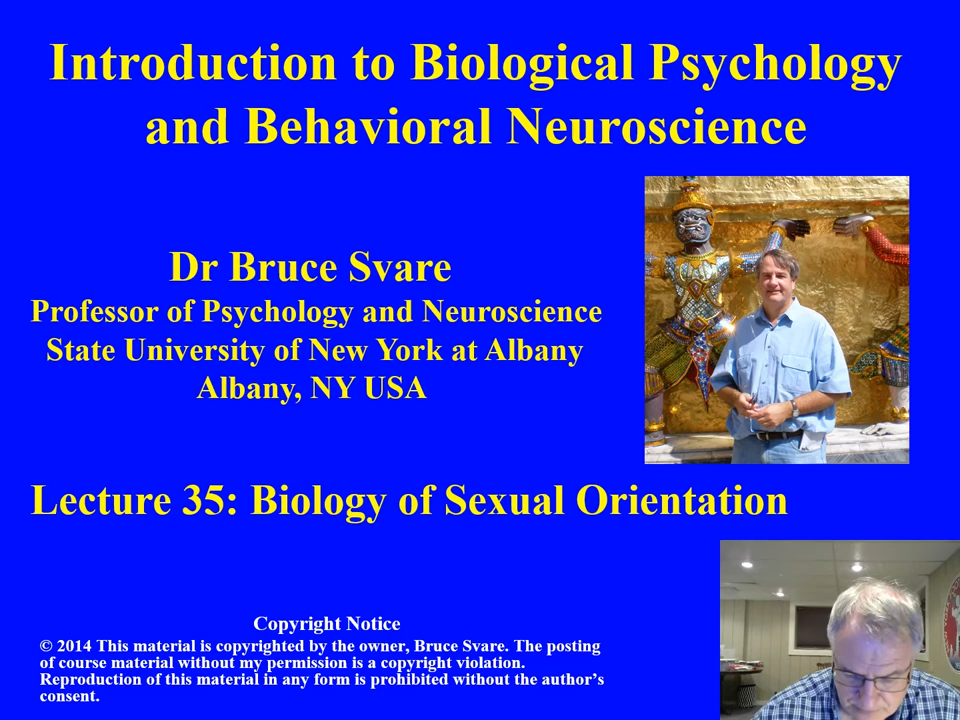 Introduction to Biological Psychology
and Behavioral Neuroscience
Dr Bruce Svare
Professor of Psychology and Neuroscience
State University of New York at Albany
Albany, NY USA
Lecture 35: Biology of Sexual Orientation
Copyright Notice
© 2014 This material is copyrighted by the owner, Bruce Svare. The posting
of course material without my permission is a copyright violation.
Reproduction of this material in any form is prohibited without the author’s
consent.